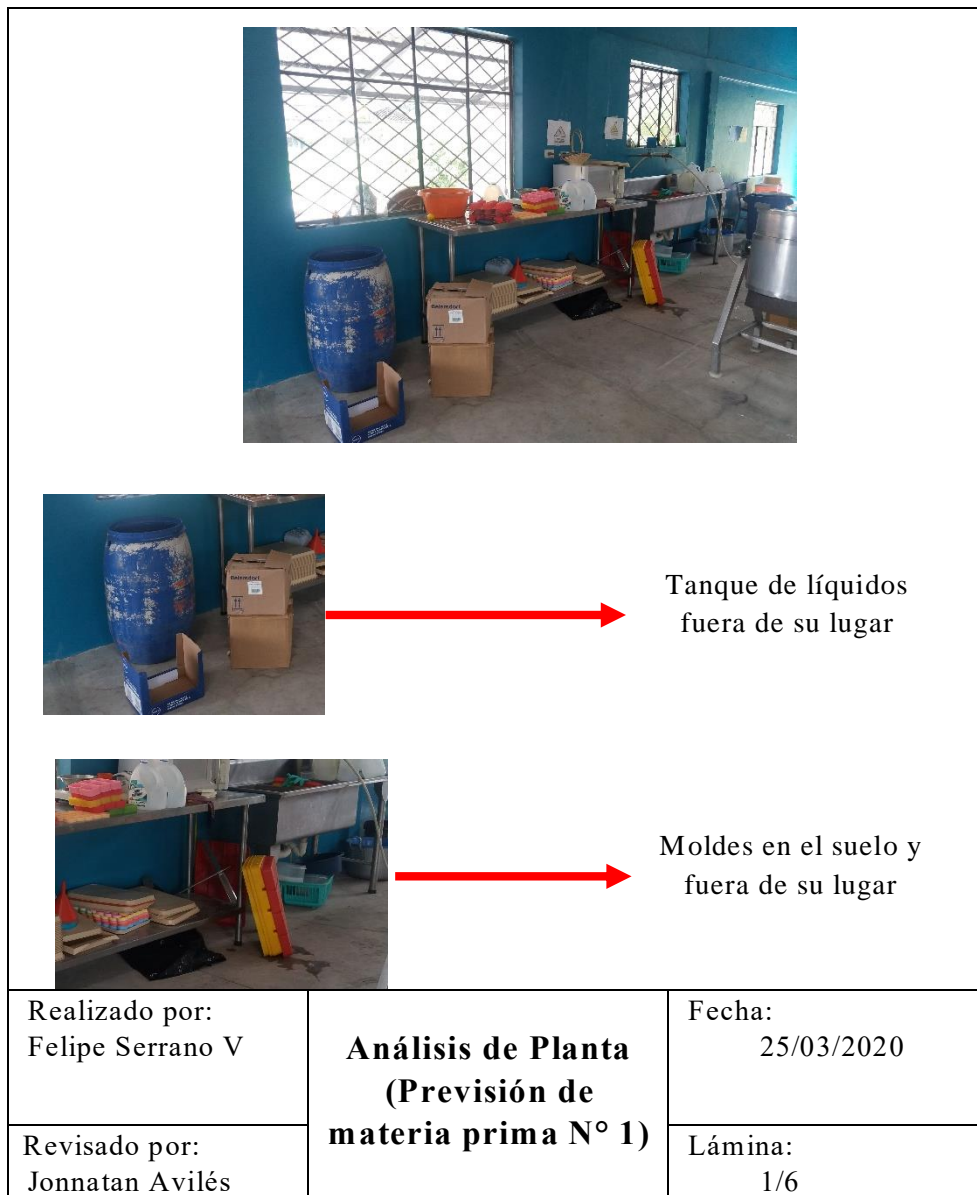 Tanque de líquidos
fuera de su lugar
Moldes en el suelo y
fuera de su lugar
Realizado por:
Felipe Serrano V
Análisis de Planta
(Previsión de
materia prima N° 1)
Fecha:
25/03/2020
Revisado por:
Jonnatan Avilés
Lámina:
1/6